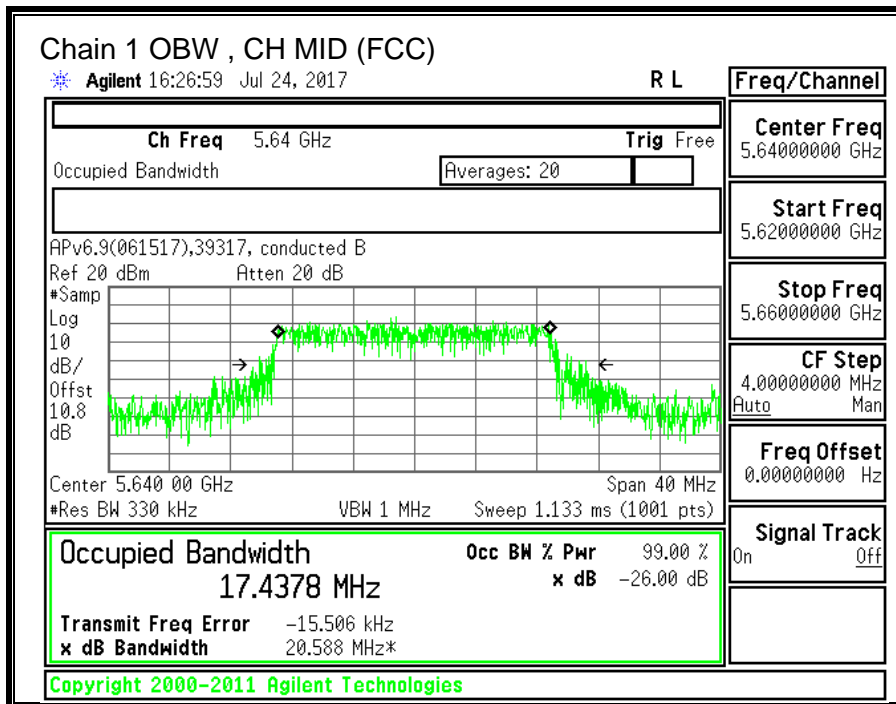 Chain 1 OBW , CH MID (FCC)
Agilent 16:26:59 Jul 24, 2017 R L
Freq/Channel
Ch Freq 5.64 GHz Trig Free
Occupied Bandwidth Averages: 20
APv6.9(061517),39317, conducted B
Ref 20 dBm Atten 20 dB
#Samp
Log
10
dB/
Offst
10.8
dB
Center 5.640 00 GHz Span 40 MHz
#Res BW 330 kHz VBW 1 MHz Sweep 1.133 ms (1001 pts)
Occupied Bandwidth Occ BW % Pwr 99.00 %
17.4378 MHz x dB -26.00 dB
Transmit Freq Error -15.506 kHz
x dB Bandwidth 20.588 MHz*
Copyright 2000-2011 Agilent Technologies
Center Freq
5.64000000 GHz
Start Freq
5.62000000 GHz
Stop Freq
5.66000000 GHz
CF Step
4.00000000 MHz
Auto Man
Freq Offset
0.00000000 Hz
Signal Track
On Off